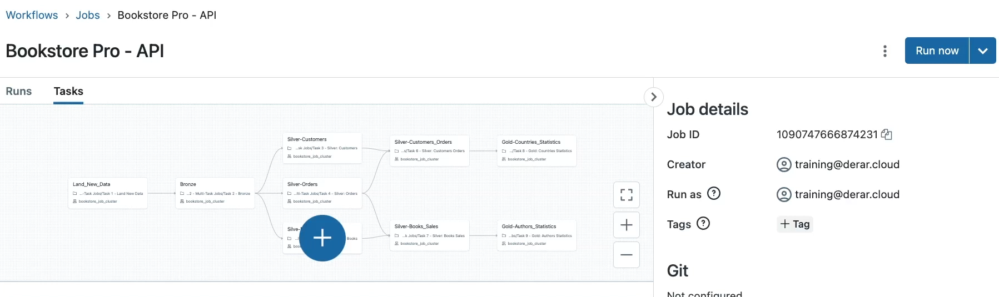 Workflows > Jobs > Bookstore Pro - API
Bookstore Pro - API
Run now
Runs
Tasks
Land_New_Data
...-Task Jobs/Task 1 - Land New Data
bookstore_job_cluster
Bronze
...2 - Multi-Task Jobs/Task 2 - Bronze
bookstore_job_cluster
Silver-Customers
...sk Jobs/Task 3 - Silver: Customers
bookstore_job_cluster
Silver-Orders
...lti-Task Jobs/Task 4 - Silver: Orders
bookstore_job_cluster
Silve-
Books
Silver-Customers_Orders
...s/Task 6 - Silver: Customers Orders
bookstore_job_cluster
Silver-Books_Sales
...k Jobs/Task 7 - Silver: Books Sales
bookstore_job_cluster
Gold-Countries_Statistics
.../Task 8 - Gold: Countries Statistics
bookstore_job_cluster
Gold-Authors_Statistics
...bs/Task 9 - Gold: Authors Statistics
bookstore_job_cluster
Job details
Job ID 1090747666874231
Creator training@derar.cloud
Run as training@derar.cloud
Tags + Tag
Git
Not configured